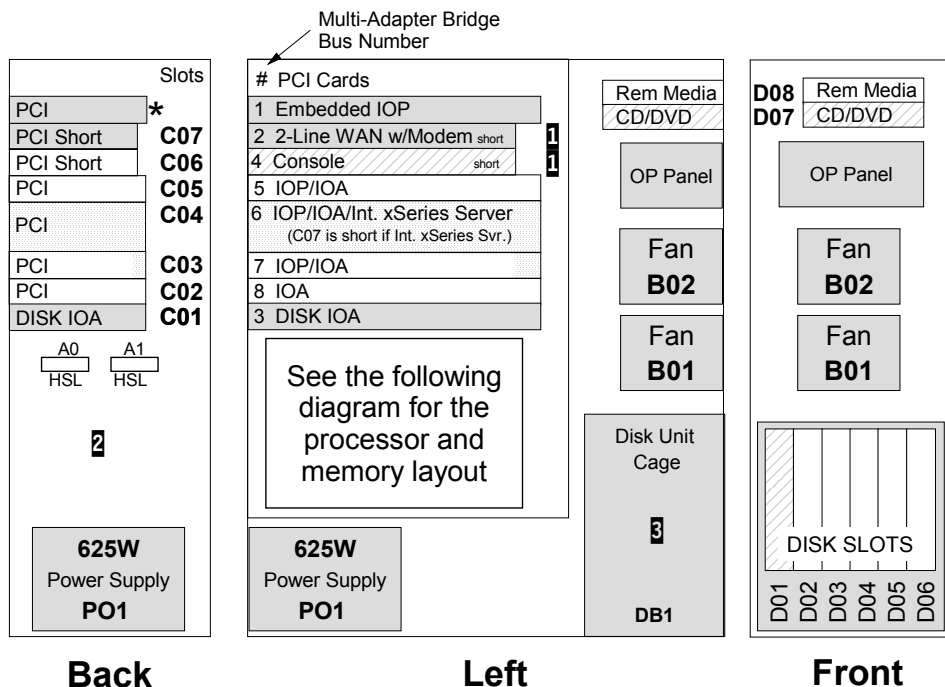 Multi-Adapter Bridge
Bus Number
Slots
PCI *
PCI Short C07
PCI Short C06
PCI C05
C04
PCI
PCI C03
PCI C02
DISK IOA C01
A0 A1
HSL HSL
2
625W
Power Supply
PO1
Back
# PCI Cards
1 Embedded IOP
2 2-Line WAN w/Modem short 1
4 Console short 1
5 IOP/IOA
6 IOP/IOA/Int. xSeries Server
(C07 is short if Int. xSeries Svr.)
7 IOP/IOA
8 IOA
3 DISK IOA
See the following
diagram for the
processor and
memory layout
625W
Power Supply
PO1
Rem Media
CD/DVD
OP Panel
Fan
B02
Fan
B01
Disk Unit
Cage
3
DB1
Left
D08 Rem Media
D07 CD/DVD
OP Panel
Fan
B02
Fan
B01
DISK SLOTS
D01 D02 D03 D04 D05 D06
Front